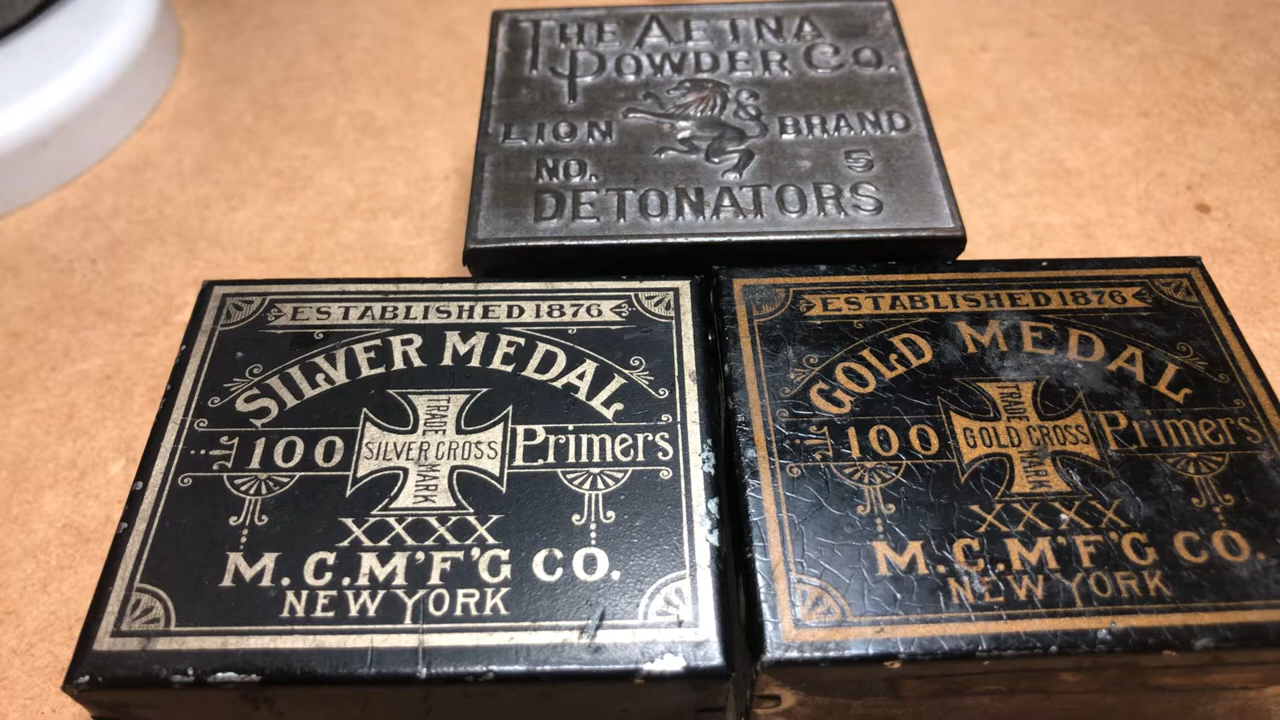 THE AETNA
POWDER CO.
LION BRAND
NO. 5
DETONATORS
ESTABLISHED 1876
SILVER MEDAL
100 Primers
TRADE
SILVER CROSS
MARK
XXXX
M.C.M'F'G CO.
NEW YORK
ESTABLISHED 1876
GOLD MEDAL
100 Primers
TRADE
GOLD CROSS
MARK
XXXX
M.C.M'F'G CO.
NEW YORK